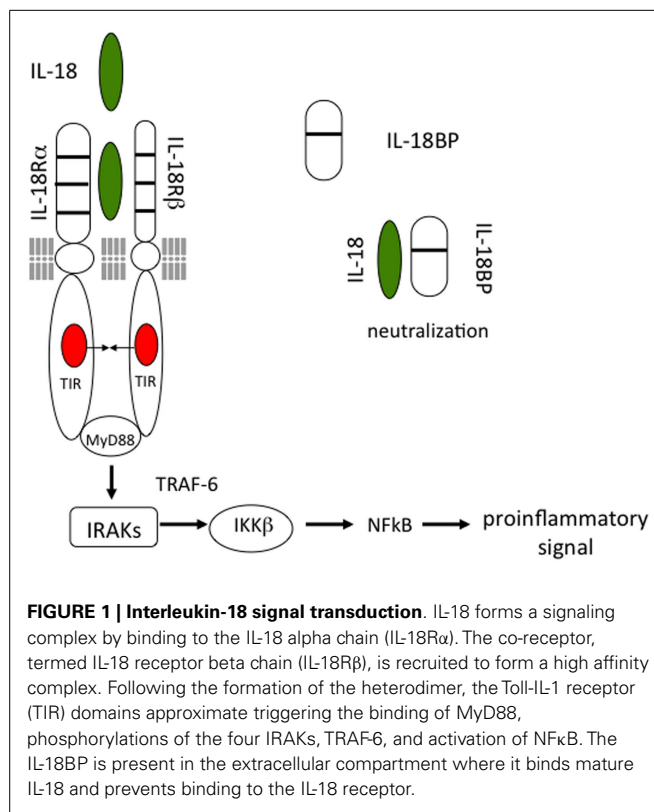 IL-18
IL-18Rα
IL-18Rβ
IL-18BP
IL-18
IL-18BP
neutralization
TIR
TIR
MyD88
TRAF-6
IRAKs
IKKβ
NFkB
proinflammatory
signal
FIGURE 1 | Interleukin-18 signal transduction. IL-18 forms a signaling
complex by binding to the IL-18 alpha chain (IL-18Rα). The co-receptor,
termed IL-18 receptor beta chain (IL-18Rβ), is recruited to form a high affinity
complex. Following the formation of the heterodimer, the Toll-IL-1 receptor
(TIR) domains approximate triggering the binding of MyD88,
phosphorylations of the four IRAKs, TRAF-6, and activation of NFκB. The
IL-18BP is present in the extracellular compartment where it binds mature
IL-18 and prevents binding to the IL-18 receptor.